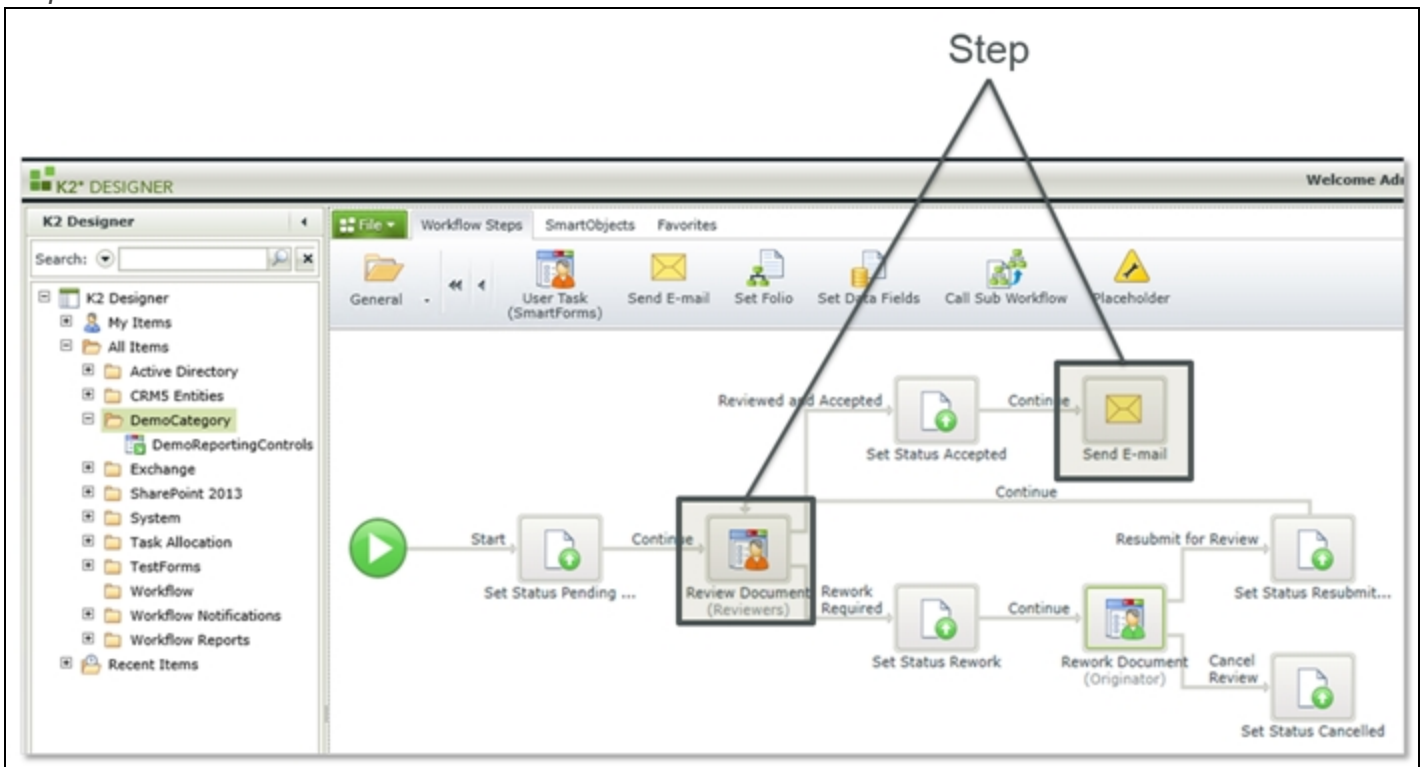 Step
K2* DESIGNER
Welcome
K2 Designer
File
Workflow Steps
SmartObjects
Favorites
Search:
General
User Task
(SmartForms)
Send E-mail
Set Folio
Set Data Fields
Call Sub Workflow
Placeholder
K2 Designer
My Items
All Items
Active Directory
CRM5 Entities
DemoCategory
DemoReportingControls
Exchange
SharePoint 2013
System
Task Allocation
TestForms
Workflow
Workflow Notifications
Workflow Reports
Recent Items
Reviewed and Accepted
Continue
Set Status Accepted
Send E-mail
Continue
Start
Continue
Resubmit for Review
Set Status Pending ...
Review Document
(Reviewers)
Rework
Required
Continue
Set Status Resubmit...
Set Status Rework
Rework Document
(Originator)
Cancel
Review
Set Status Cancelled